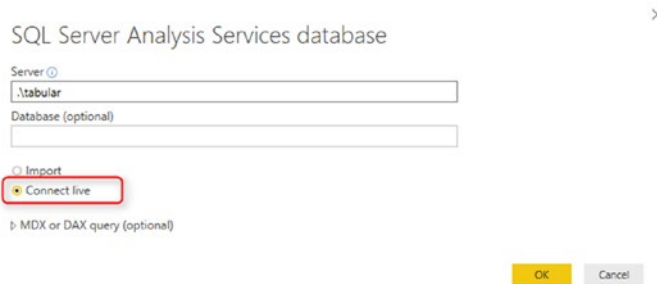 SQL Server Analysis Services database
Server
.\tabular
Database (optional)
Import
Connect live
MDX or DAX query (optional)
OK Cancel